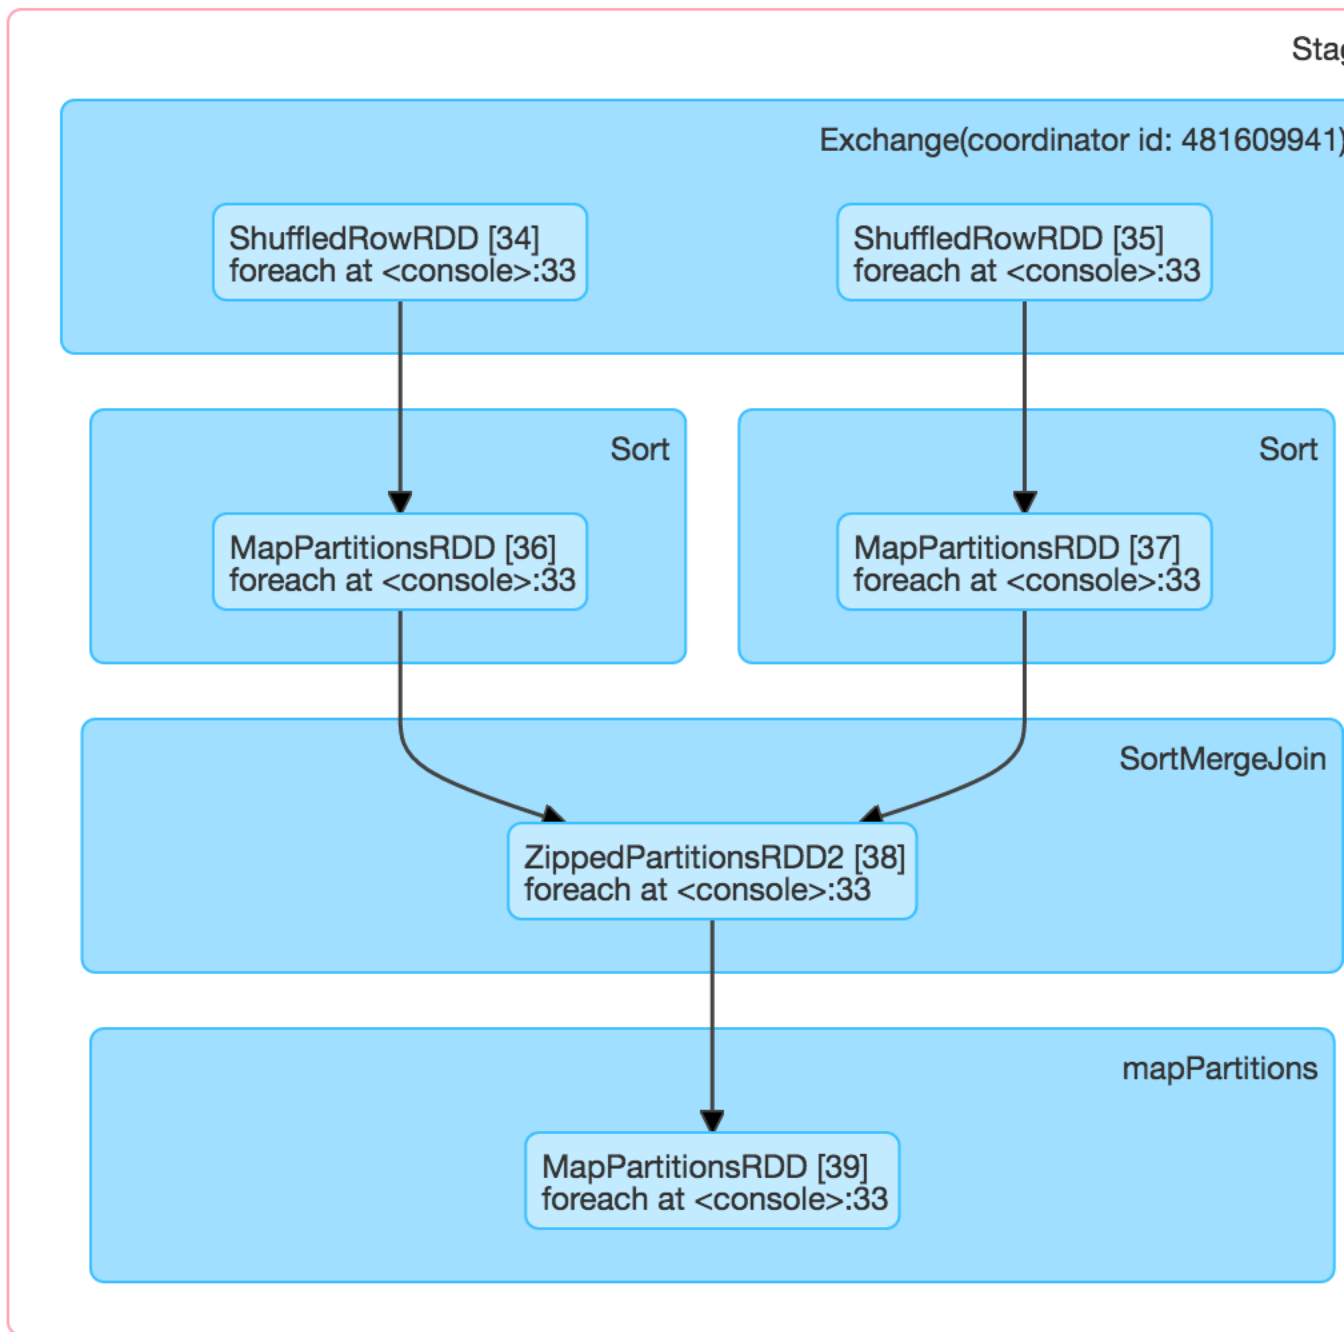 Exchange(coordinator id: 481609941)
ShuffledRowRDD [34]
foreach at <console>:33
ShuffledRowRDD [35]
foreach at <console>:33
Sort
Sort
MapPartitionsRDD [36]
foreach at <console>:33
MapPartitionsRDD [37]
foreach at <console>:33
SortMergeJoin
ZippedPartitionsRDD2 [38]
foreach at <console>:33
mapPartitions
MapPartitionsRDD [39]
foreach at <console>:33